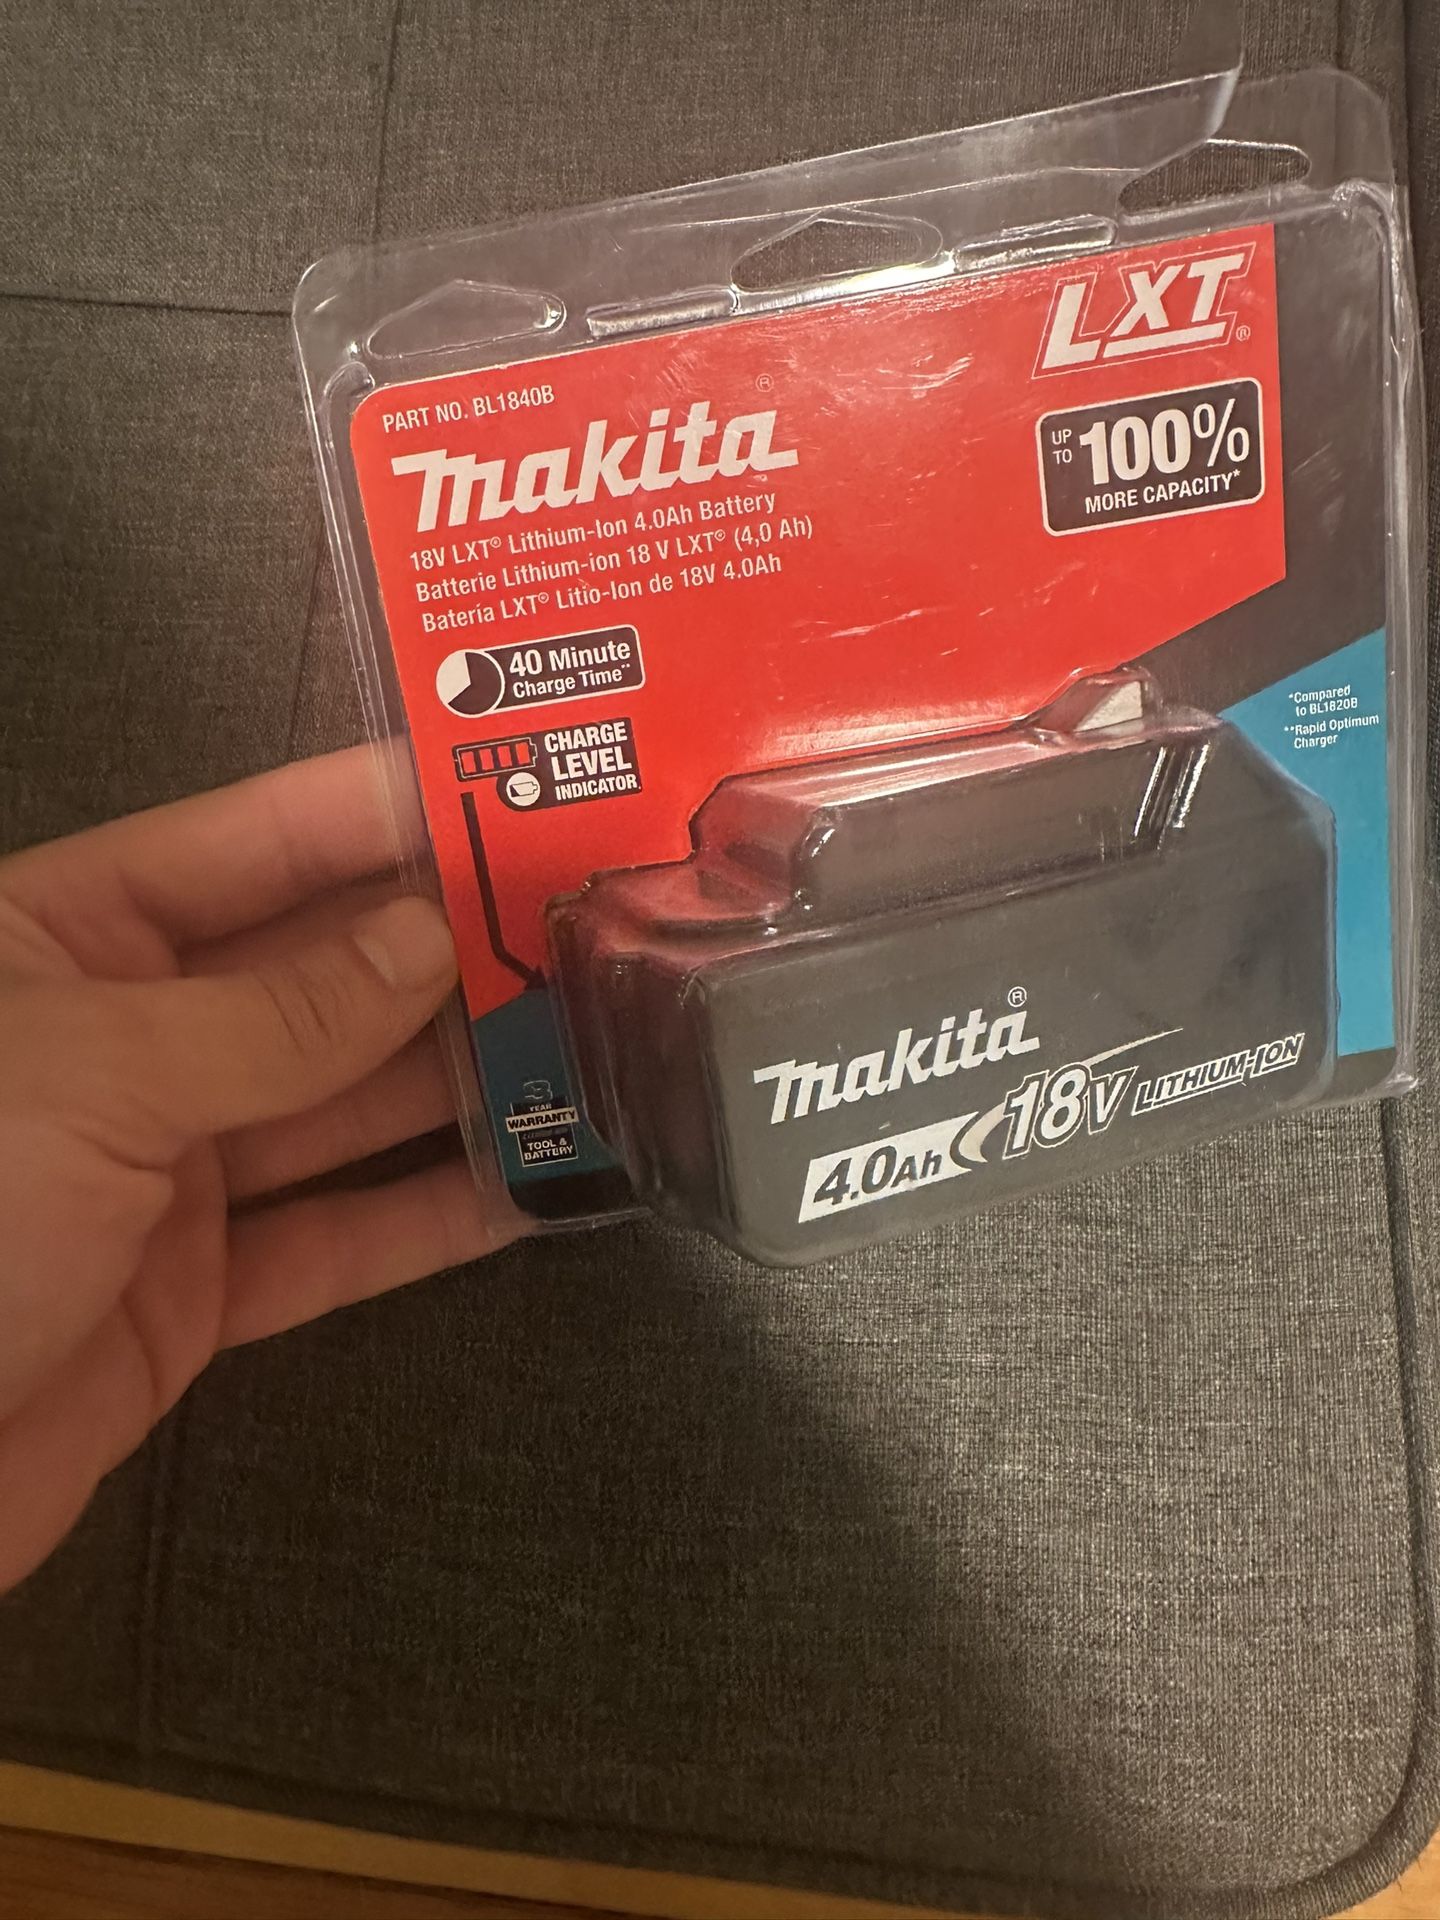 LXT®
PART NO. BL1840B
makita®
18V LXT® Lithium-Ion 4.0Ah Battery
Batterie Lithium-ion 18 V LXT® (4,0 Ah)
Batería LXT® Litio-Ion de 18V 4.0Ah
UP TO 100%
MORE CAPACITY*
40 Minute
Charge Time**
CHARGE
LEVEL
INDICATOR
*Compared
to BL1820B
**Rapid Optimum
Charger
makita®
4.0Ah 18V LITHIUM-ION
3
YEAR
WARRANTY
TOOL &
BATTERY